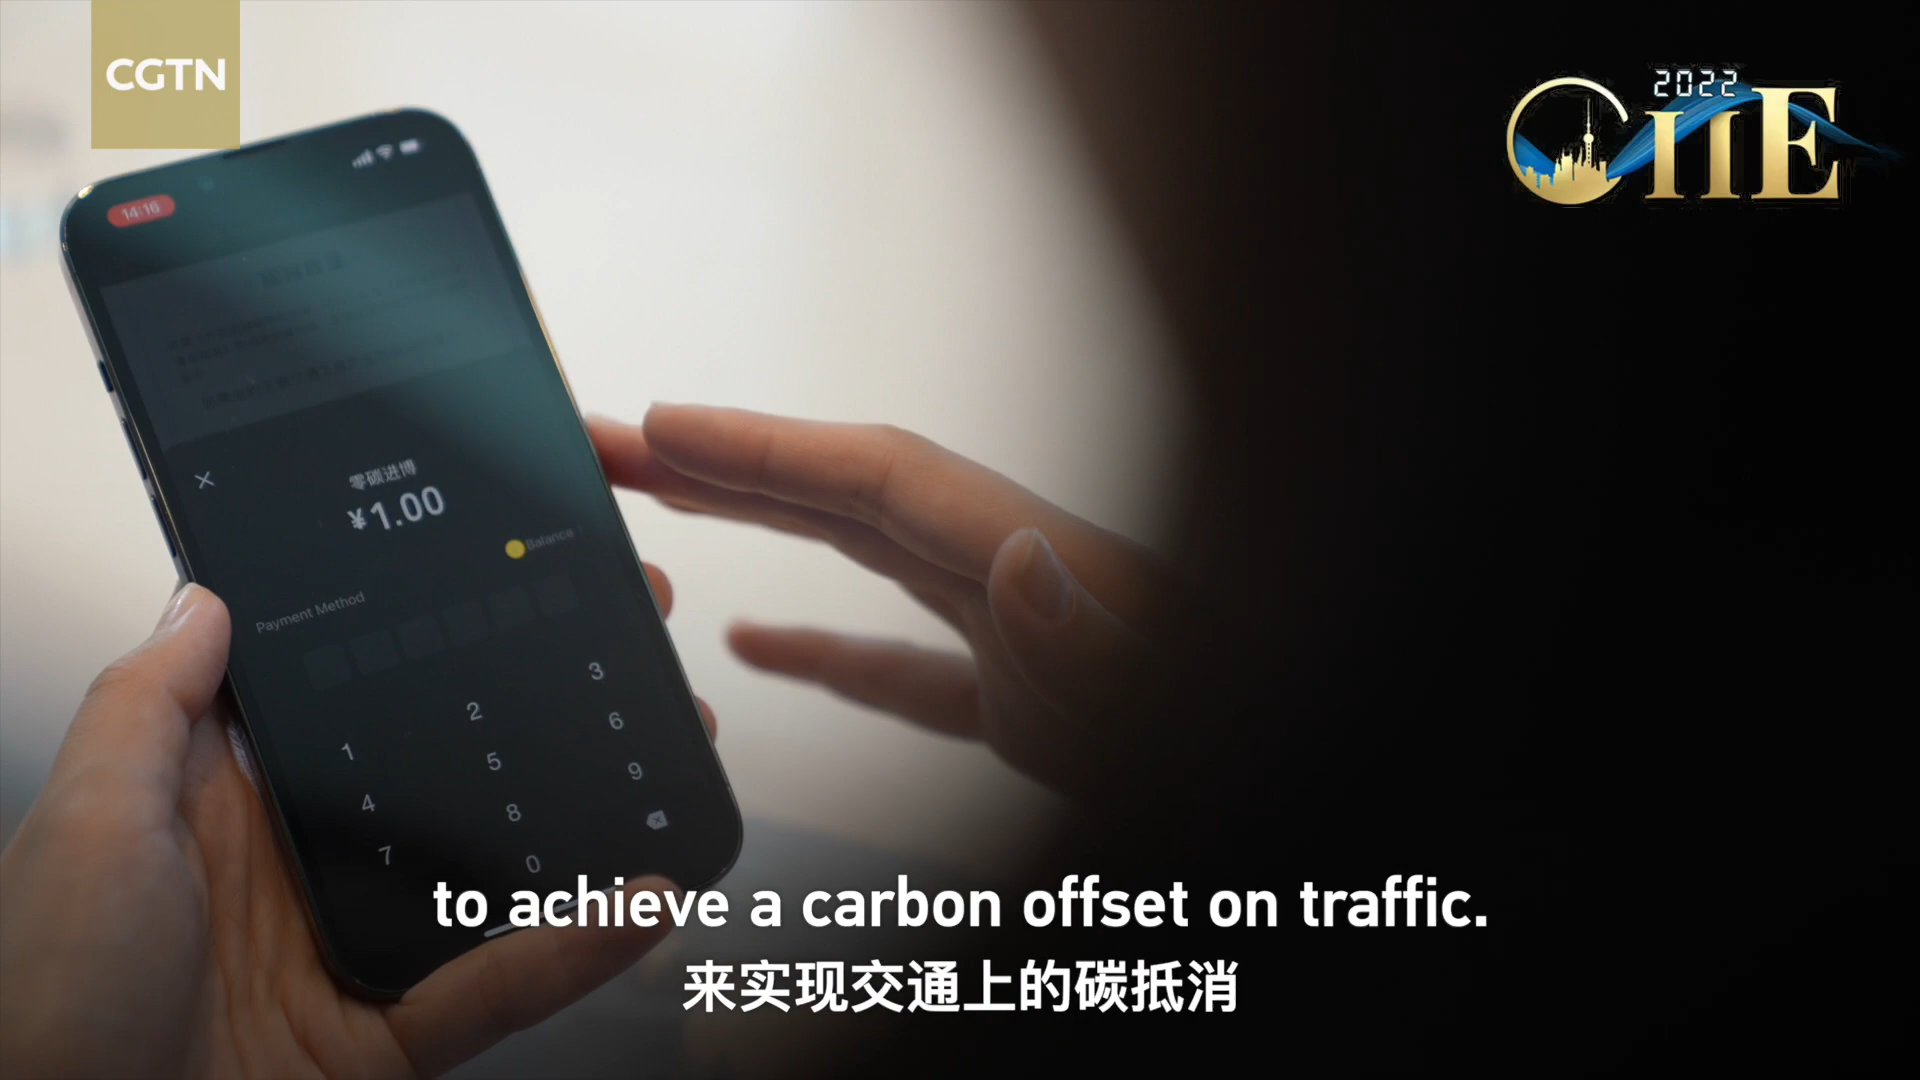 CGTN
2022
CIIE
14:16
零碳进博
¥1.00
Balance
Payment Method
1
2
3
4
5
6
7
8
9
0
to achieve a carbon offset on traffic.
来实现交通上的碳抵消